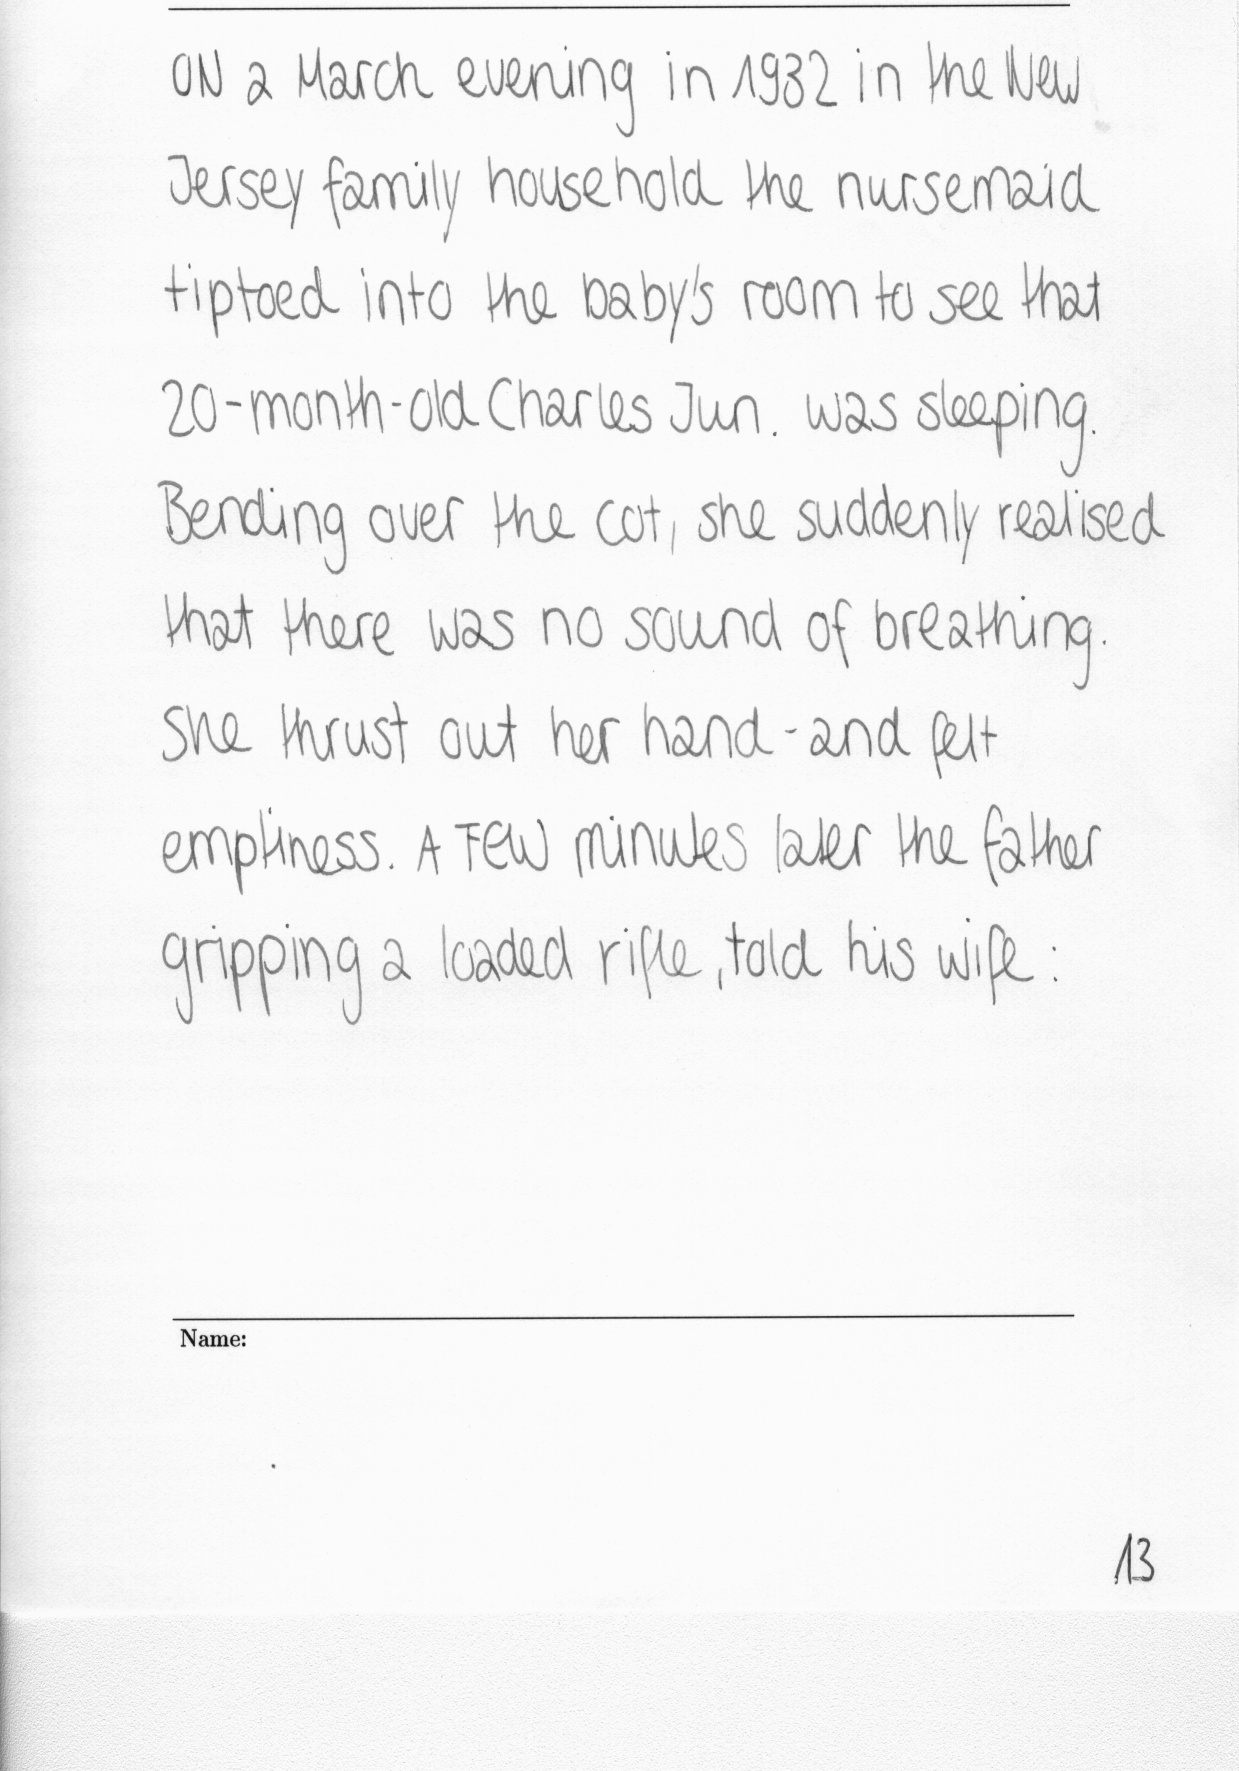 ON a March evening in 1932 in the New
Jersey family household the nursemaid
tiptoed into the baby's room to see that
20-month-old Charles Jun. was sleeping.
Bending over the cot, she suddenly realised
that there was no sound of breathing.
She thrust out her hand - and felt
emptiness. A FEW minutes later the father
gripping a loaded rifle, told his wife:
Name:
13